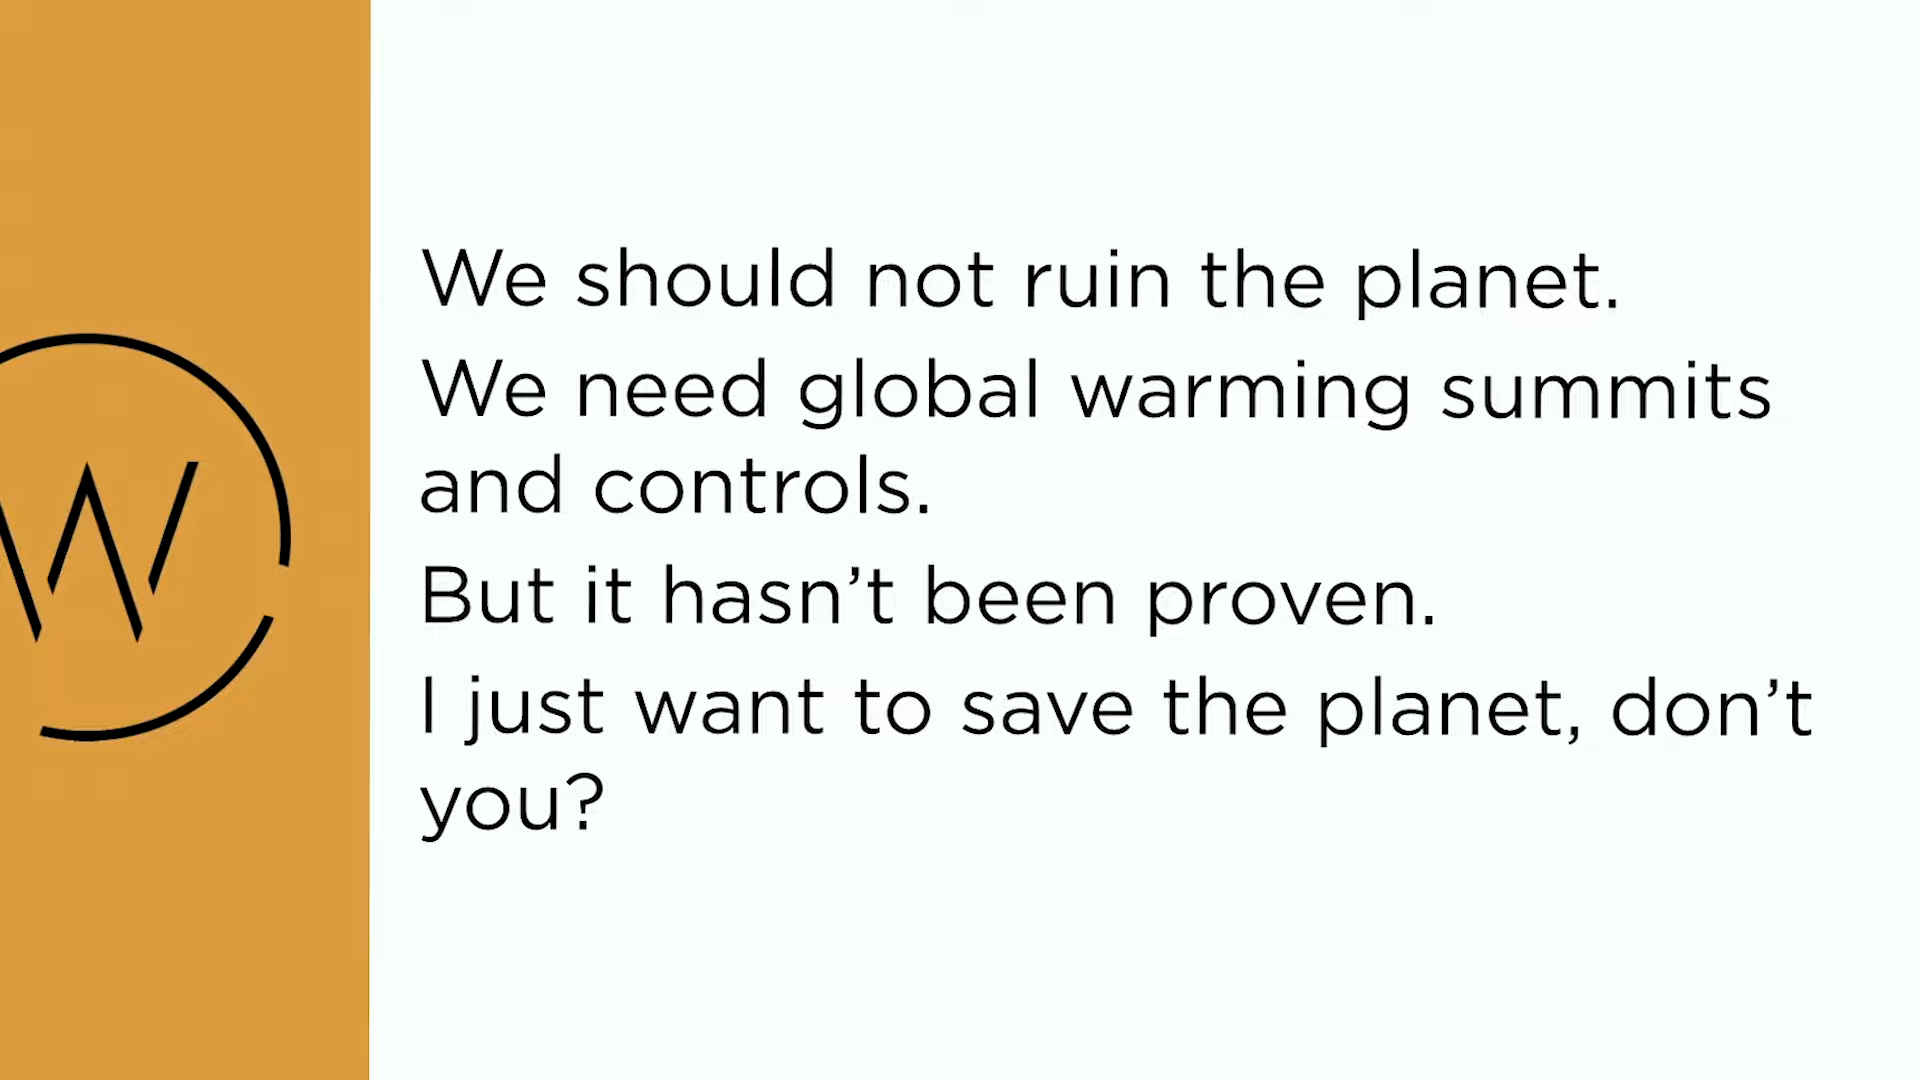 We should not ruin the planet.
We need global warming summits
and controls.
But it hasn’t been proven.
I just want to save the planet, don’t
you?
W